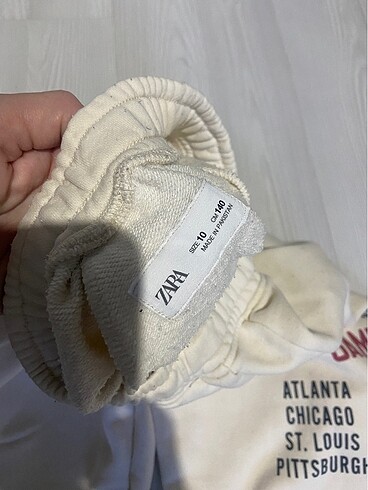 ZARA
SIZE 10 CM 140
MADE IN PAKISTAN
ATLANTA
CHICAGO
ST. LOUIS
PITTSBURGH